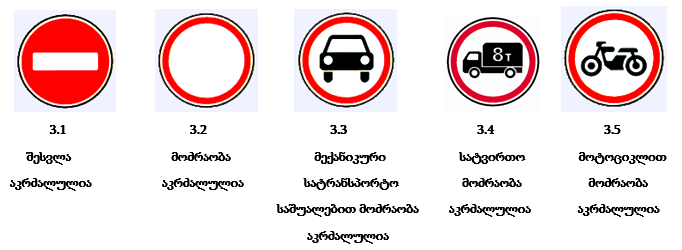 8т
3.1 3.2 3.3 3.4 3.5
შესვლა მოძრაობა მექანიკური სატვირთო მოტოციკლით
აკრძალულია აკრძალულია სატრანსპორტო მოძრაობა მოძრაობა
საშუალებით მოძრაობა აკრძალულია აკრძალულია
აკრძალულია